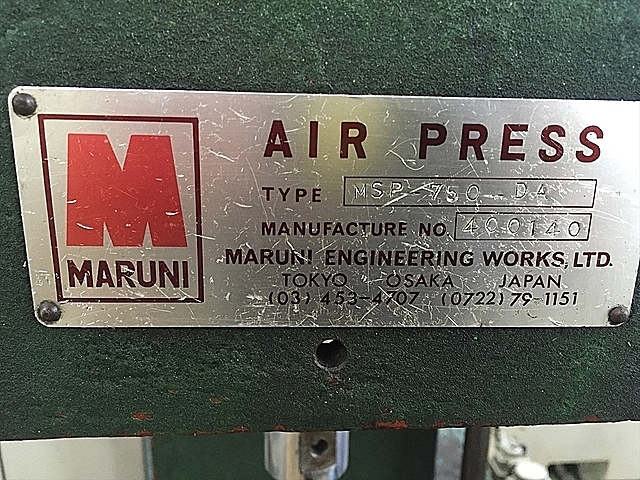 M
MARUNI
AIR PRESS
TYPE MSP-750-DA
MANUFACTURE NO. 400140
MARUNI ENGINEERING WORKS, LTD.
TOKYO OSAKA JAPAN
(03) 453-4707 (0722) 79-1151